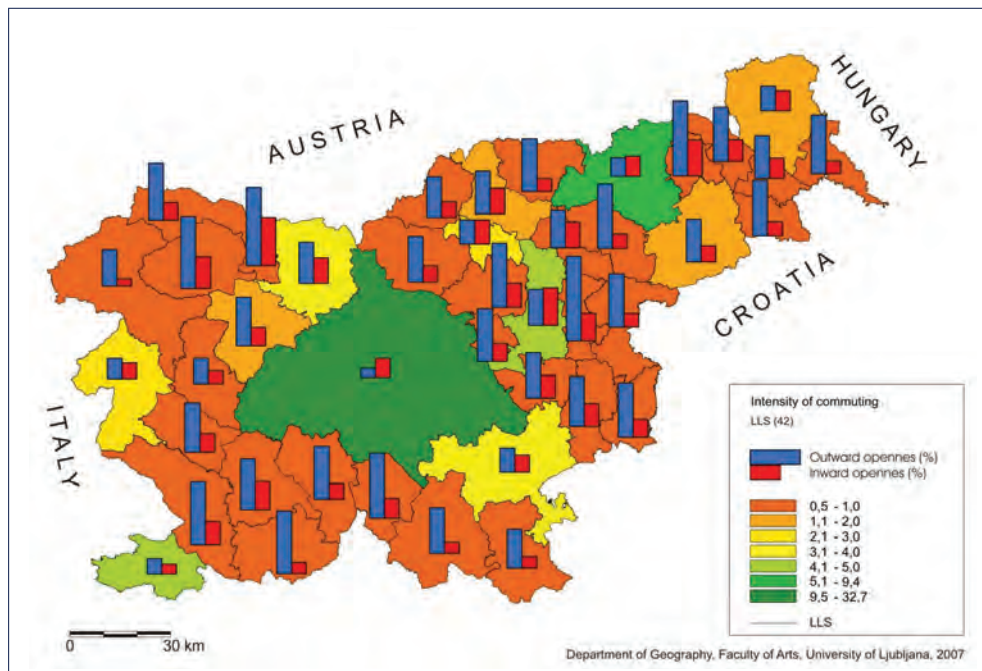 AUSTRIA
HUNGARY
CROATIA
ITALY
Intensity of commuting
LLS (42)
Outward opennes (%)
Inward opennes (%)
0,5 - 1,0
1,1 - 2,0
2,1 - 3,0
3,1 - 4,0
4,1 - 5,0
5,1 - 9,4
9,5 - 32,7
LLS
0 30 km
Department of Geography, Faculty of Arts, University of Ljubljana, 2007